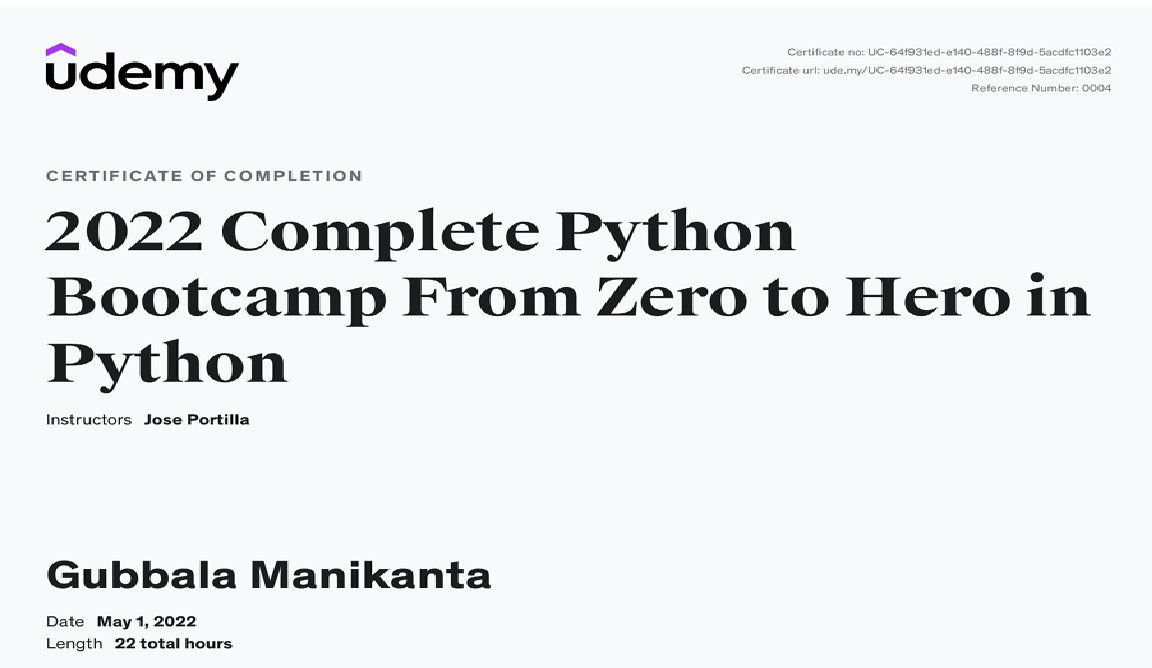 udemy
Certificate no: UC-64f931ed-e140-488f-8f9d-5acdfc1103e2
Certificate url: ude.my/UC-64f931ed-e140-488f-8f9d-5acdfc1103e2
Reference Number: 0004
CERTIFICATE OF COMPLETION
2022 Complete Python
Bootcamp From Zero to Hero in
Python
Instructors Jose Portilla
Gubbala Manikanta
Date May 1, 2022
Length 22 total hours